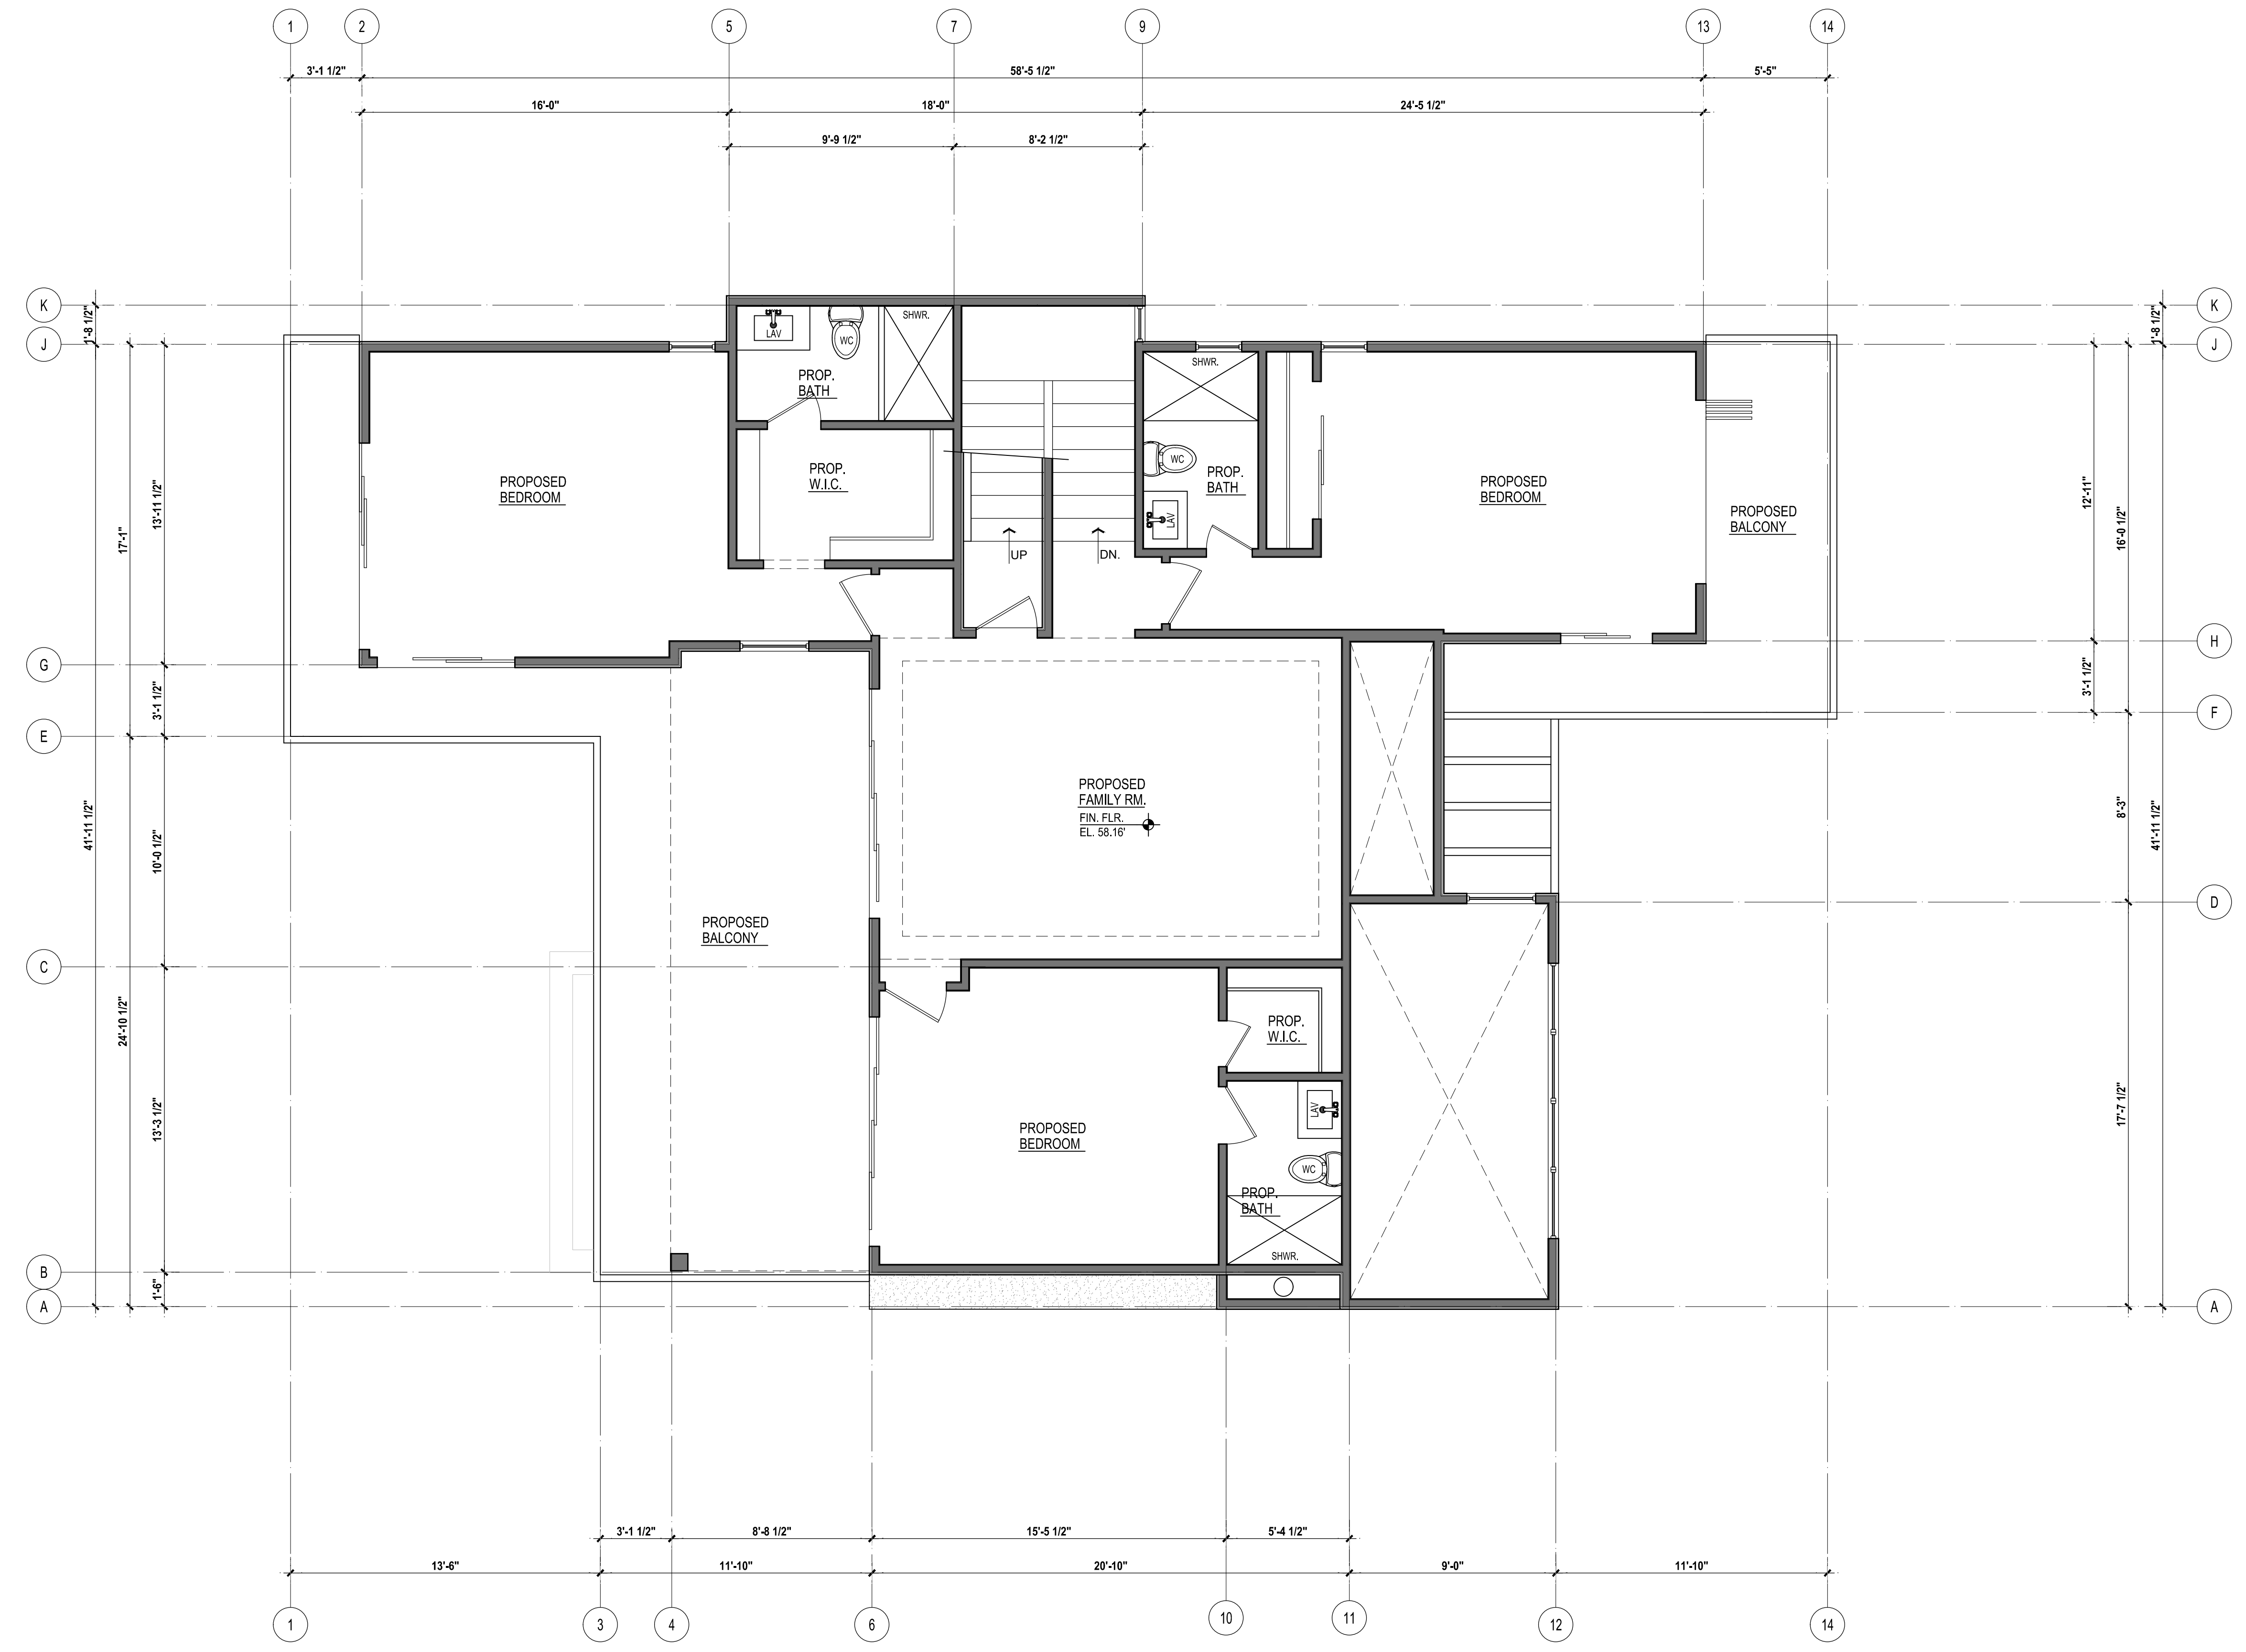 1 2 5 7 9 13 14
3'-1 1/2" 58'-5 1/2" 5'-5"
16'-0" 18'-0" 24'-5 1/2"
9'-9 1/2" 8'-2 1/2"
K K
1'-8 1/2" 1'-8 1/2"
J J
SHWR.
LAV
WC
PROP.
BATH
SHWR.
PROP.
W.I.C.
WC
PROP.
BATH
LAV
PROPOSED
BEDROOM
PROPOSED
BEDROOM
PROPOSED
BALCONY
13'-11 1/2"
17'-1"
12'-11"
16'-0 1/2"
UP
DN.
H
G
3'-1 1/2"
3'-1 1/2"
F
E
PROPOSED
FAMILY RM.
FIN. FLR.
EL. 58.16'
41'-11 1/2"
10'-0 1/2"
8'-3"
41'-11 1/2"
D
PROPOSED
BALCONY
C
24'-10 1/2"
13'-3 1/2"
PROP.
W.I.C.
LAV
PROPOSED
BEDROOM
WC
PROP.
BATH
SHWR.
17'-7 1/2"
B
1'-6"
A A
3'-1 1/2" 8'-8 1/2" 15'-5 1/2" 5'-4 1/2"
13'-6" 11'-10" 20'-10" 9'-0" 11'-10"
1 3 4 6 10 11 12 14